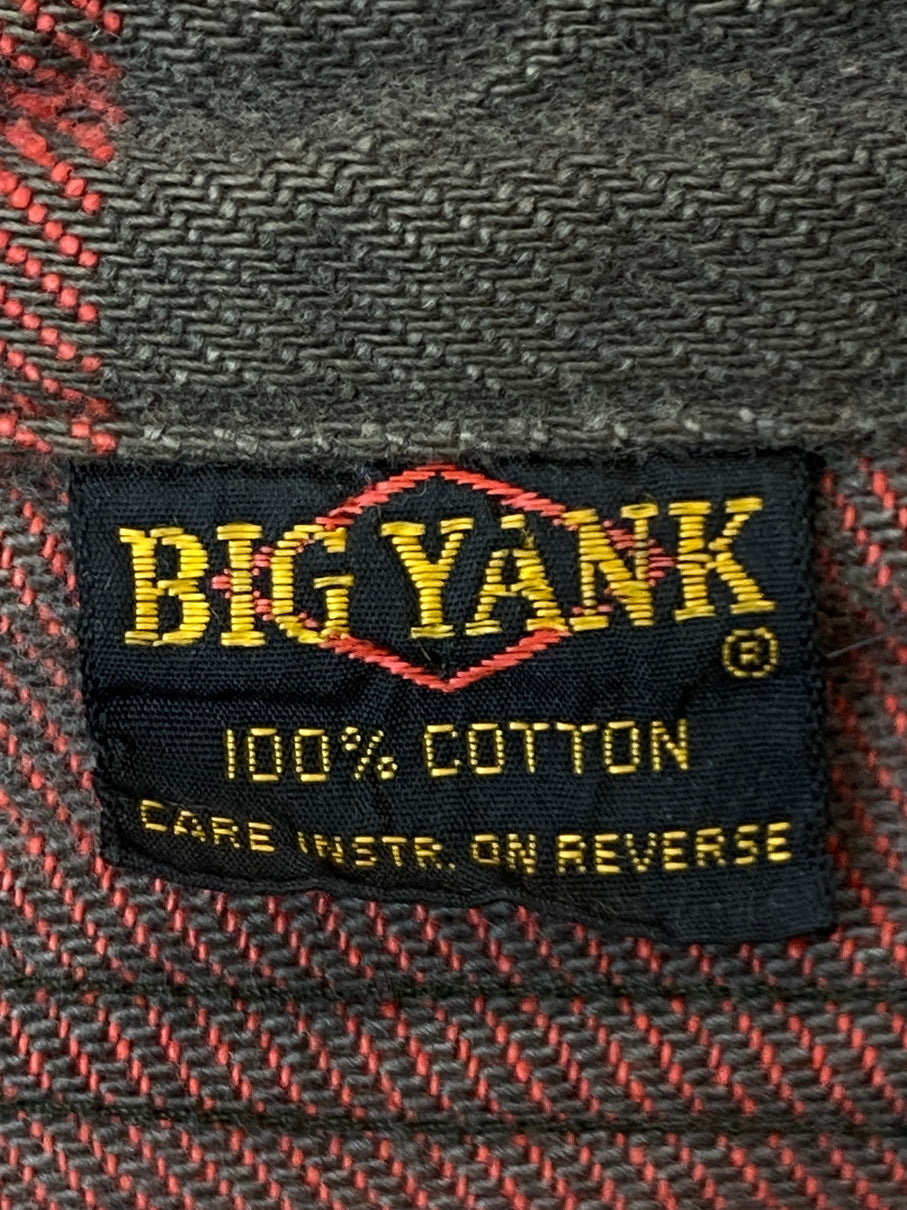 BIG YANK
®
100% COTTON
CARE INSTR. ON REVERSE